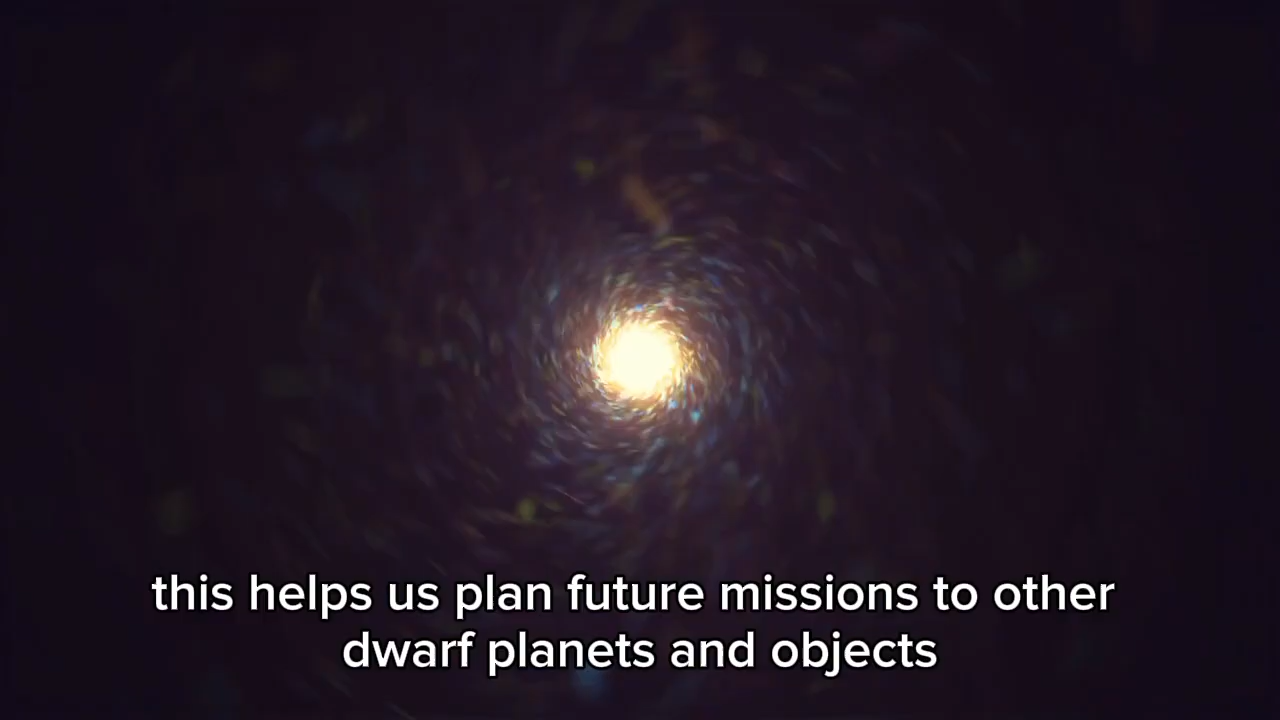 this helps us plan future missions to other
dwarf planets and objects